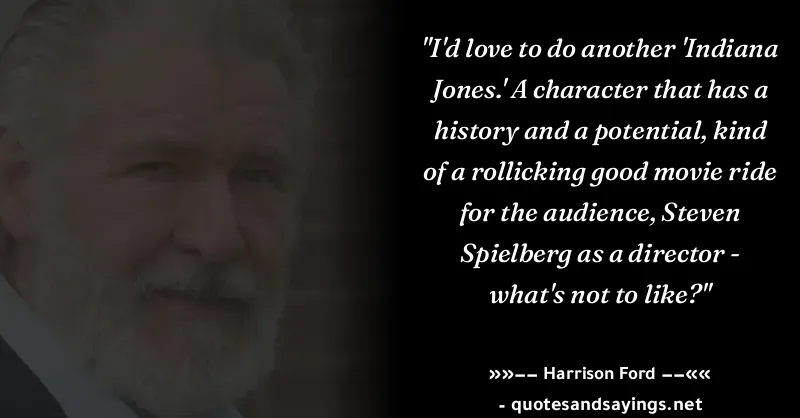 "I'd love to do another 'Indiana
Jones.' A character that has a
history and a potential, kind
of a rollicking good movie ride
for the audience, Steven
Spielberg as a director -
what's not to like?"
»»–– Harrison Ford ––««
- quotesandsayings.net